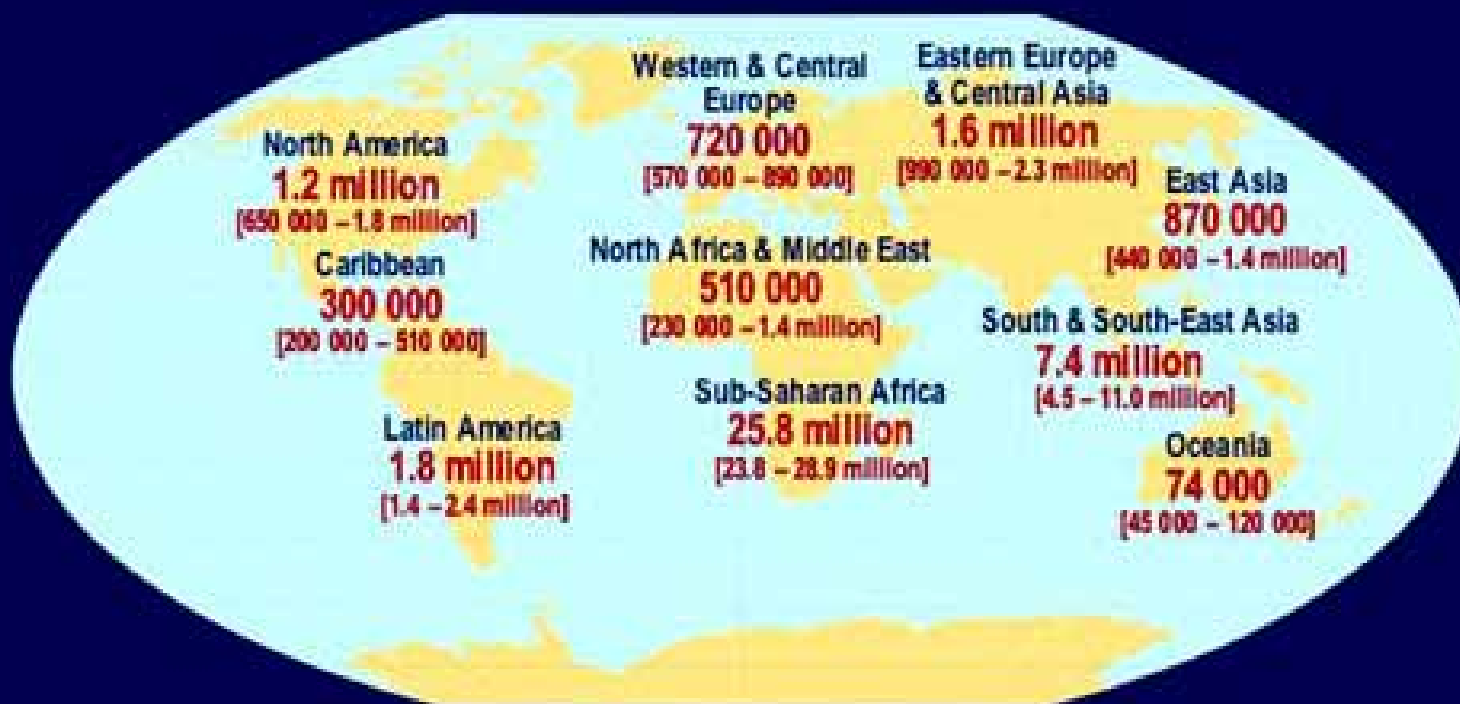 Western & Central
Europe
720 000
[570 000 – 890 000]
Eastern Europe
& Central Asia
1.6 million
[990 000 – 2.3 million]
North America
1.2 million
[650 000 – 1.8 million]
East Asia
870 000
[440 000 – 1.4 million]
Caribbean
300 000
[200 000 – 510 000]
North Africa & Middle East
510 000
[230 000 – 1.4 million]
South & South-East Asia
7.4 million
[4.5 – 11.0 million]
Sub-Saharan Africa
25.8 million
[23.8 – 28.9 million]
Latin America
1.8 million
[1.4 – 2.4 million]
Oceania
74 000
[45 000 – 120 000]